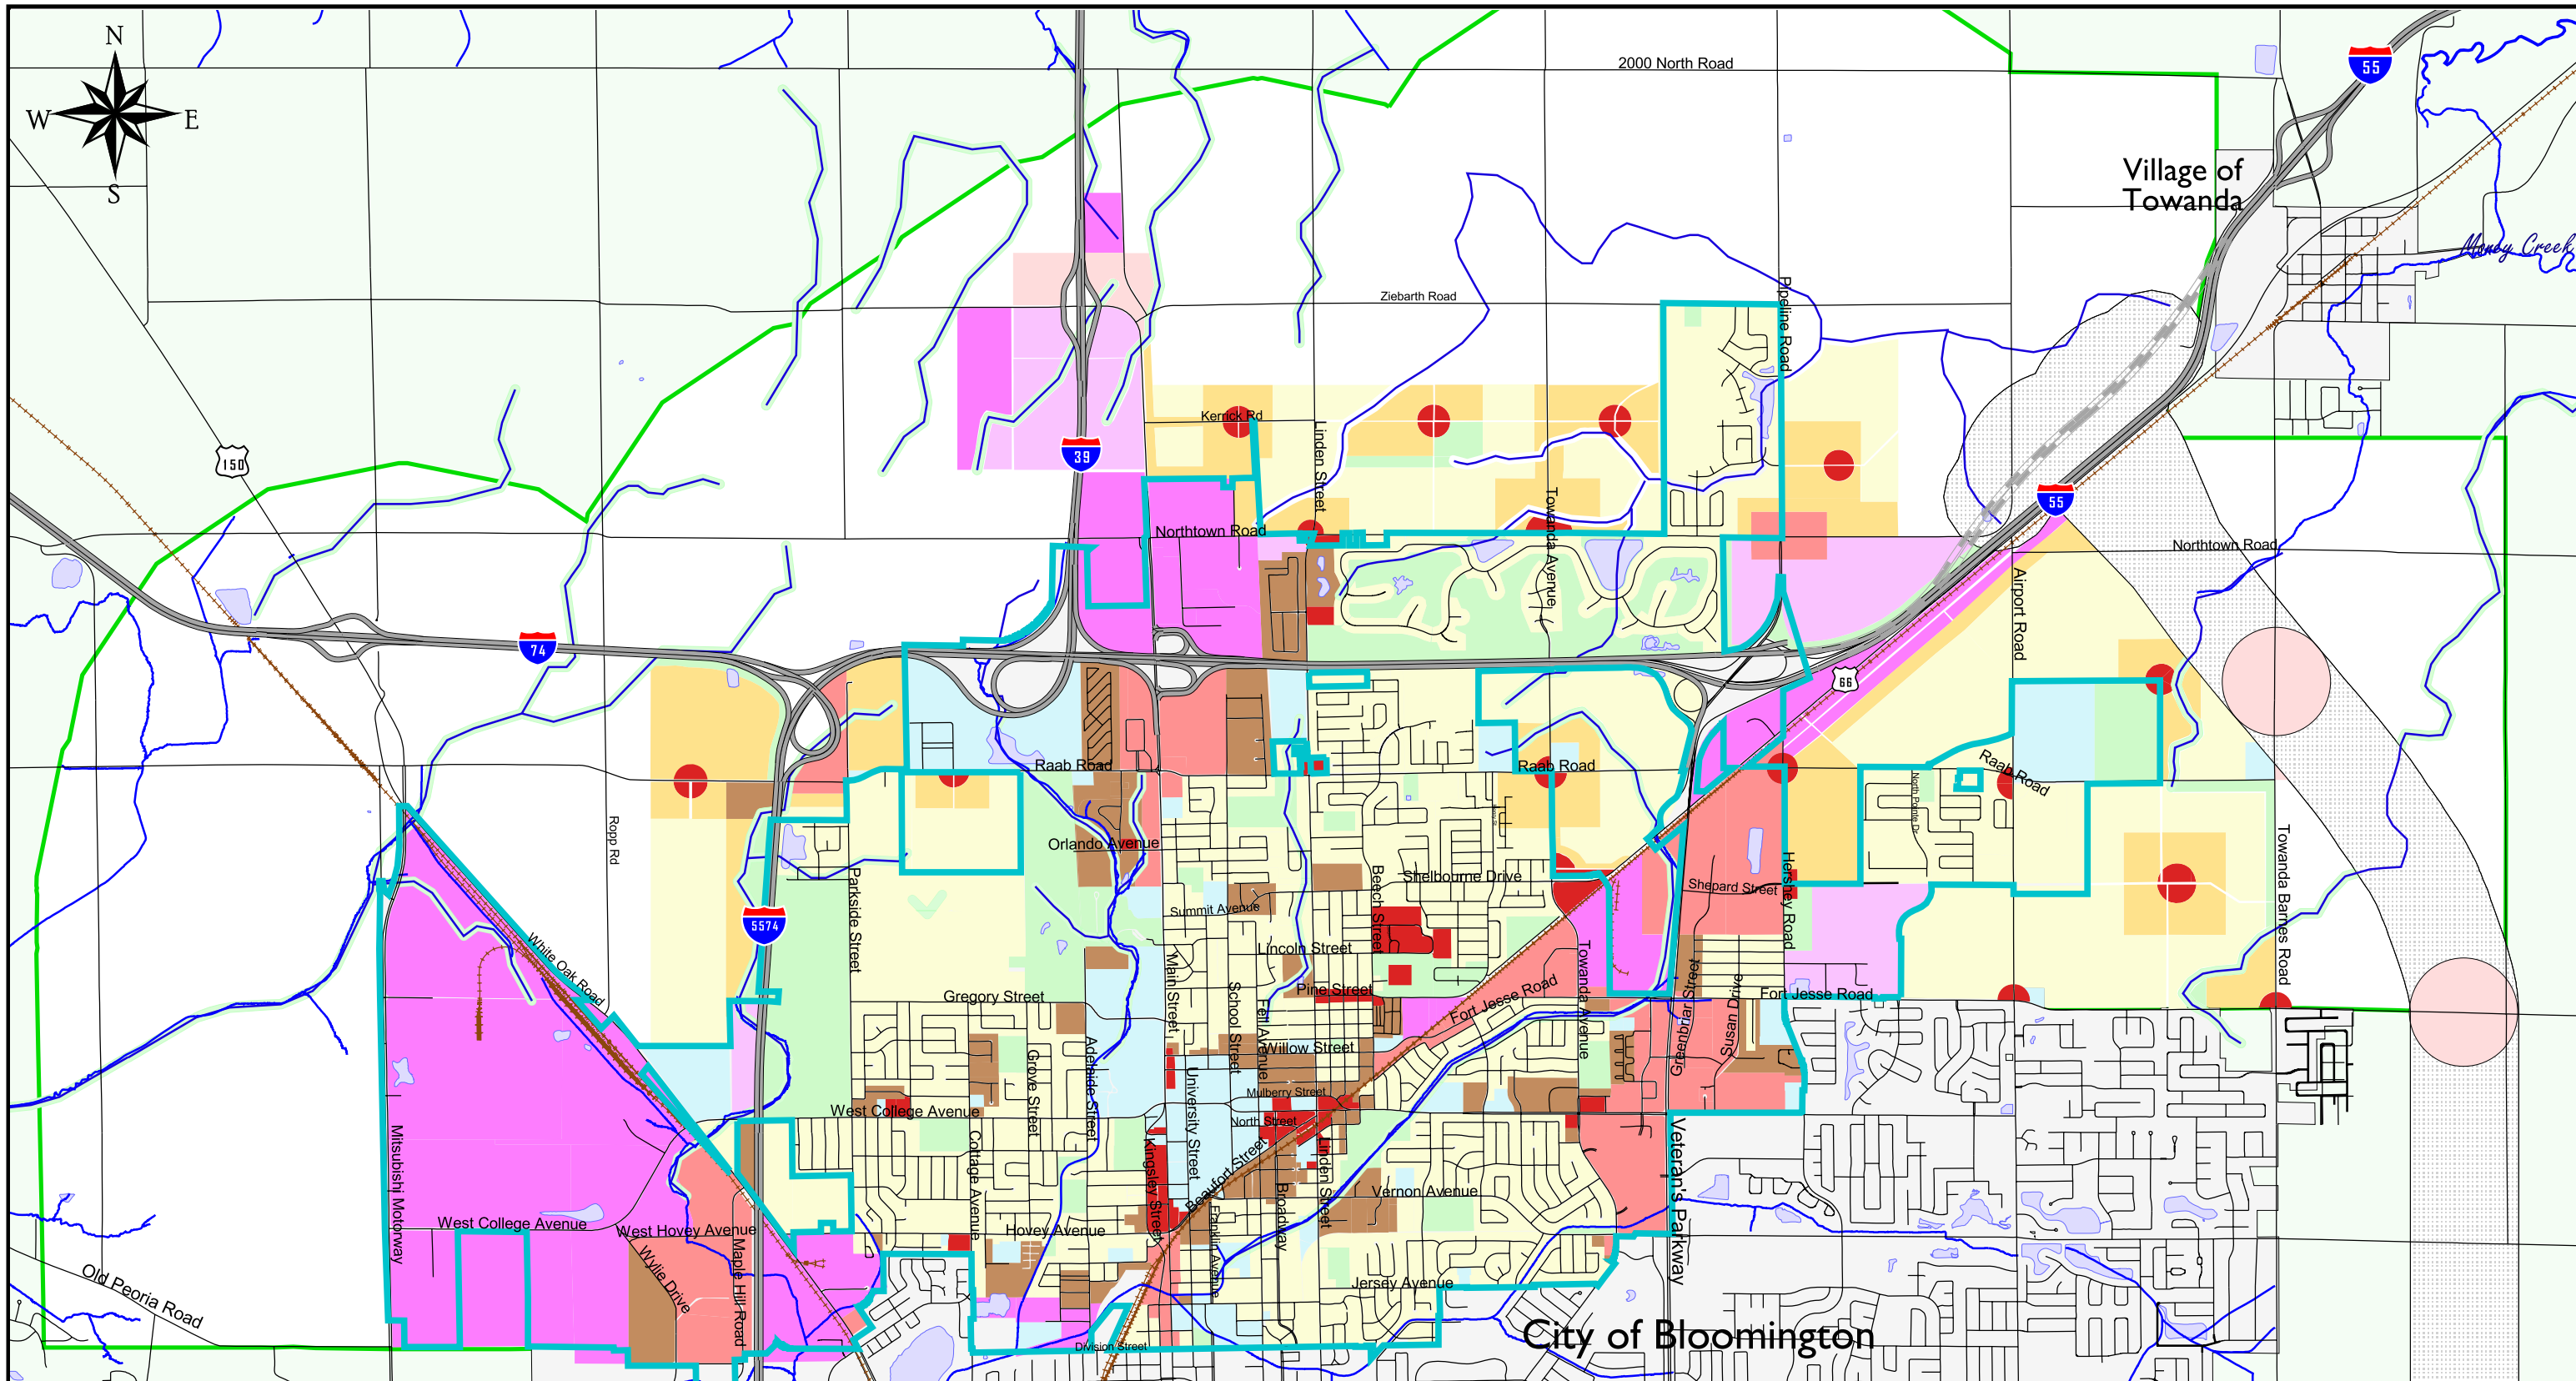 N
W
E
S
2000 North Road
55
Village of
Towanda
Money Creek
Ziebarth Road
Pipeline Road
Kerrick Rd
Linden Street
150
39
Towanda Avenue
55
Northtown Road
Northtown Road
Airport Road
74
66
Raab Road
Raab Road
Raab Road
North Pointe Dr
Ropp Rd
Orlando Avenue
Parkside Street
Beech Street
Shelbourne Drive
Shepard Street
Hershey Road
Towanda Barnes Road
5574
Summit Avenue
White Oak Road
Main Street
Lincoln Street
Towanda Avenue
Greenbriar Street
Susan Drive
Gregory Street
School Street
Fell Avenue
Pine Street
Fort Jesse Road
Fort Jesse Road
Adelaide Street
Grove Street
Willow Street
University Street
Mulberry Street
West College Avenue
North Street
Mitsubishi Motorway
Cottage Avenue
Kingsley Street
Beaufort Street
Linden Street
Veteran's Parkway
Broadway
Vernon Avenue
Franklin Avenue
West College Avenue
West Hovey Avenue
Hovey Avenue
Wylie Drive
Maple Hill Road
Old Peoria Road
Jersey Avenue
Division Street
City of Bloomington